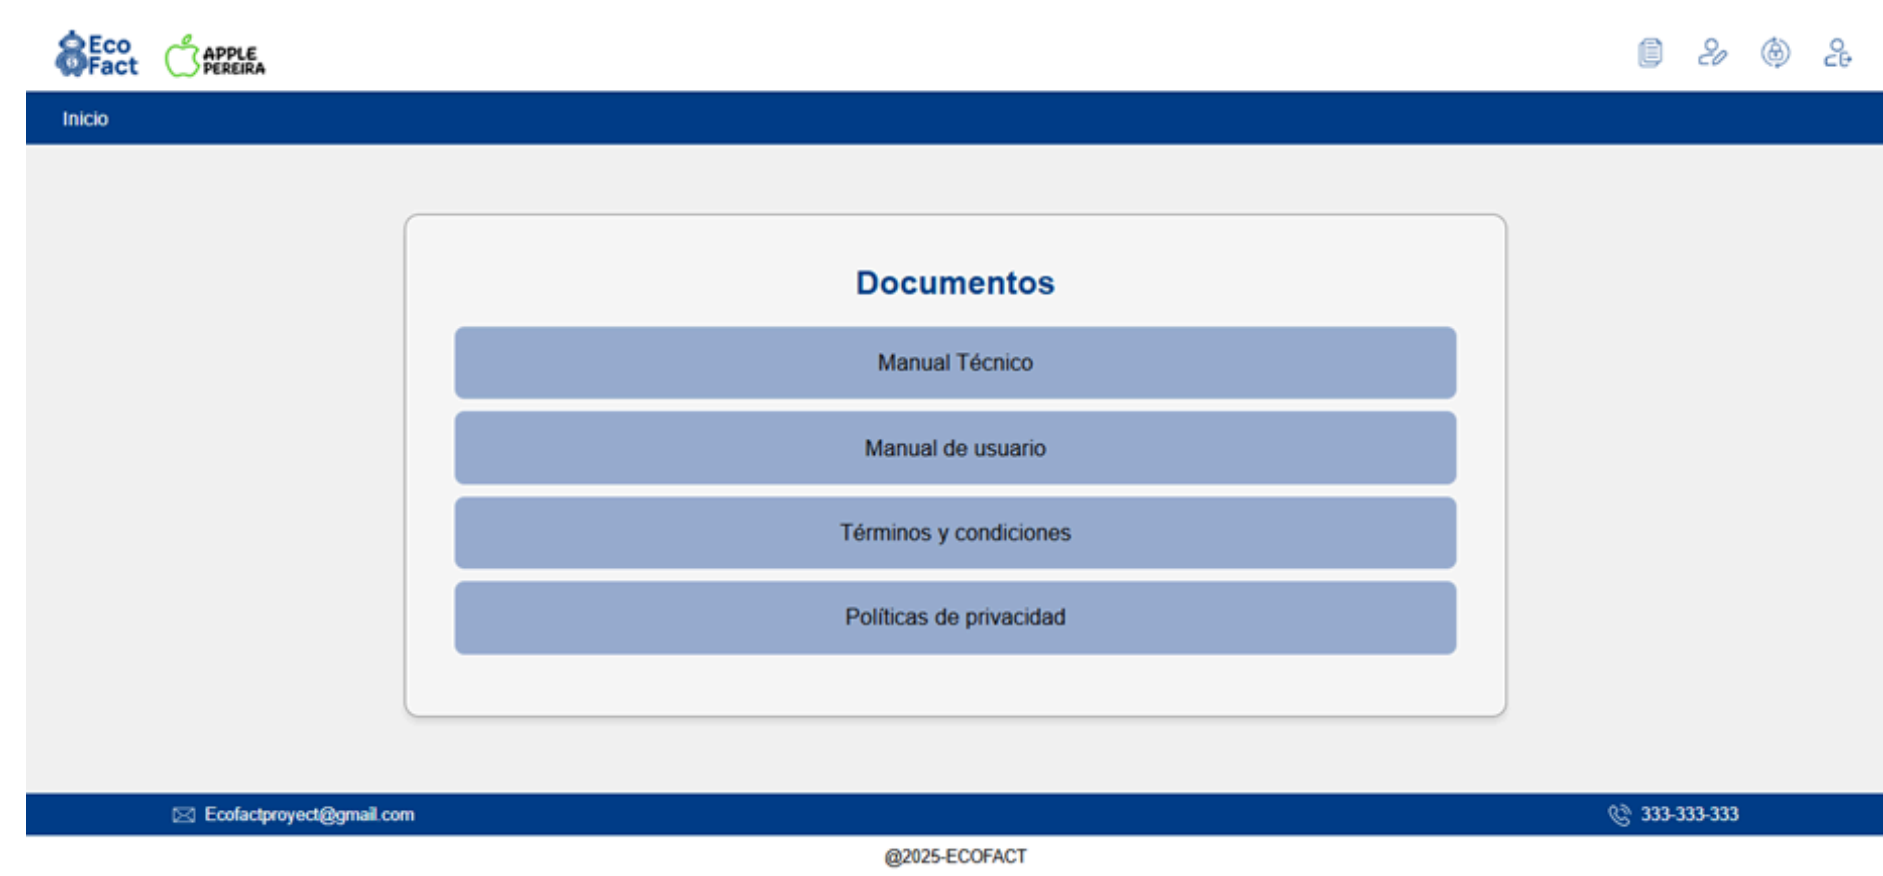 Eco
Fact
APPLE
PEREIRA
Inicio
Documentos
Manual Técnico
Manual de usuario
Términos y condiciones
Políticas de privacidad
Ecofactproyect@gmail.com
333-333-333
@2025-ECOFACT